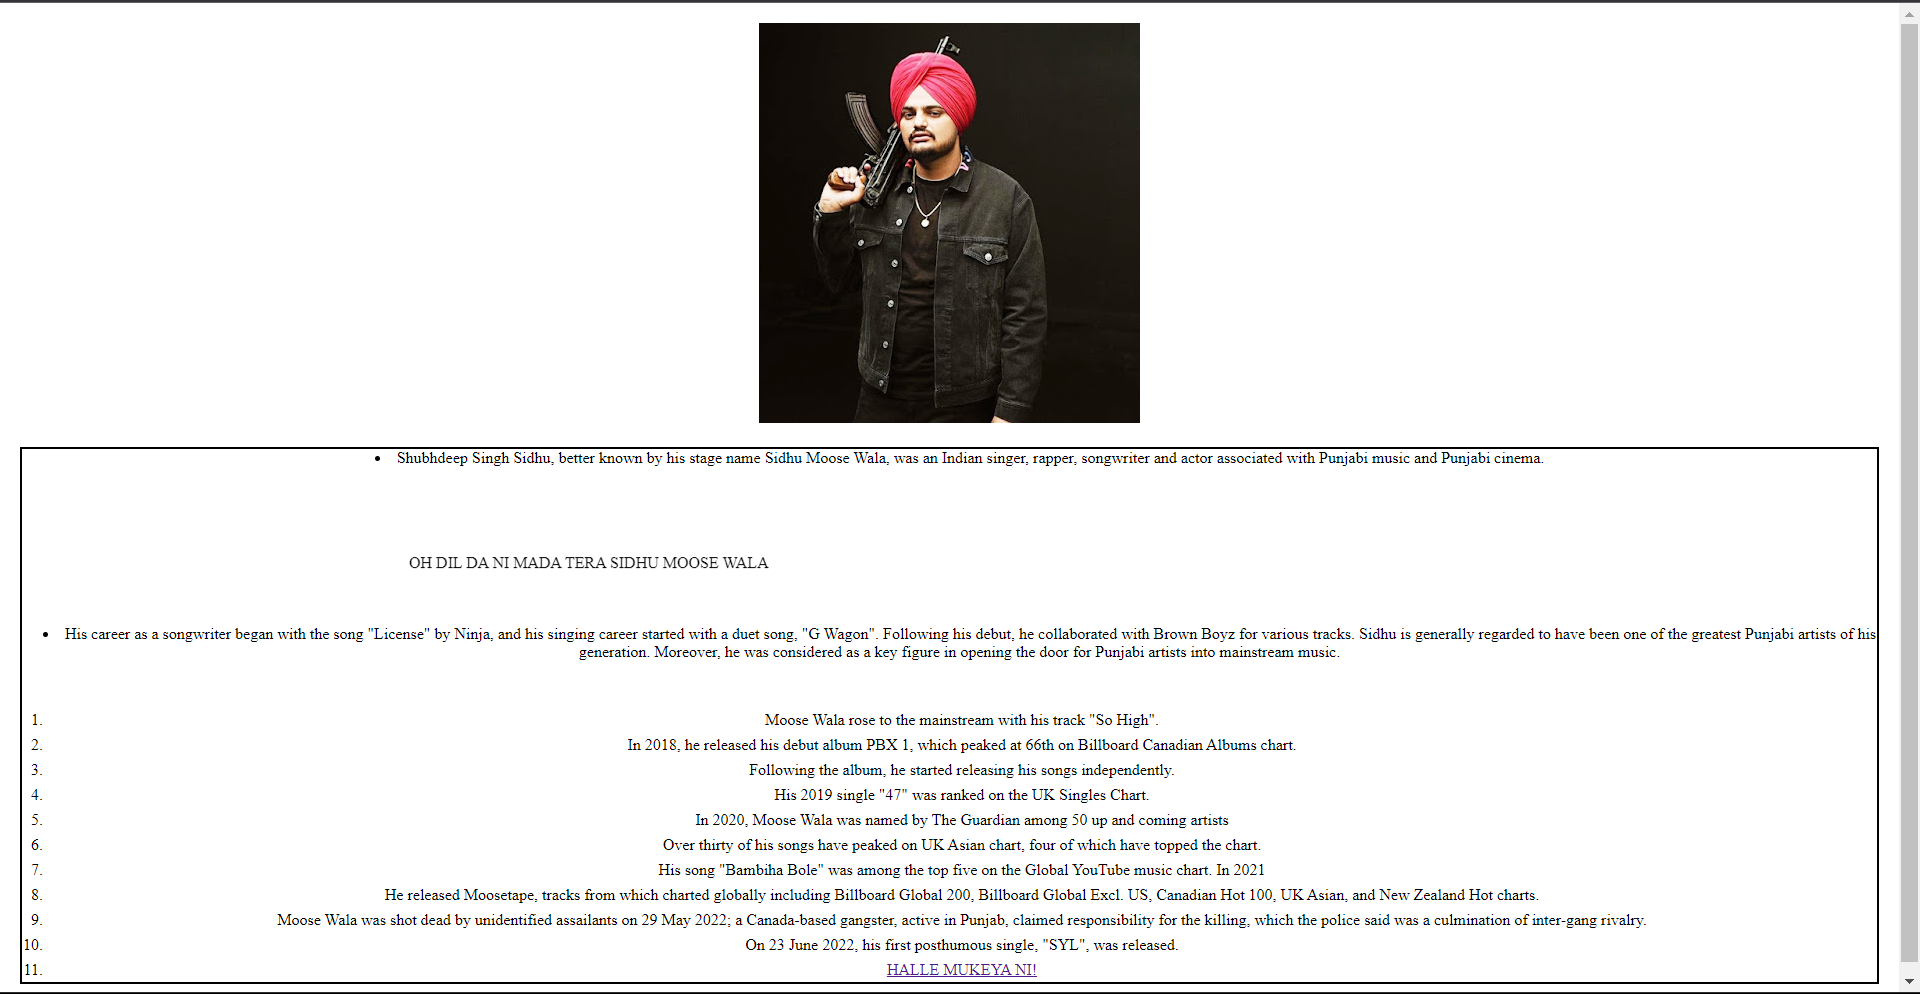 • Shubhdeep Singh Sidhu, better known by his stage name Sidhu Moose Wala, was an Indian singer, rapper, songwriter and actor associated with Punjabi music and Punjabi cinema.
OH DIL DA NI MADA TERA SIDHU MOOSE WALA
• His career as a songwriter began with the song "License" by Ninja, and his singing career started with a duet song, "G Wagon". Following his debut, he collaborated with Brown Boyz for various tracks. Sidhu is generally regarded to have been one of the greatest Punjabi artists of his
generation. Moreover, he was considered as a key figure in opening the door for Punjabi artists into mainstream music.
1. Moose Wala rose to the mainstream with his track "So High".
2. In 2018, he released his debut album PBX 1, which peaked at 66th on Billboard Canadian Albums chart.
3. Following the album, he started releasing his songs independently.
4. His 2019 single "47" was ranked on the UK Singles Chart.
5. In 2020, Moose Wala was named by The Guardian among 50 up and coming artists
6. Over thirty of his songs have peaked on UK Asian chart, four of which have topped the chart.
7. His song "Bambiha Bole" was among the top five on the Global YouTube music chart. In 2021
8. He released Moosetape, tracks from which charted globally including Billboard Global 200, Billboard Global Excl. US, Canadian Hot 100, UK Asian, and New Zealand Hot charts.
9. Moose Wala was shot dead by unidentified assailants on 29 May 2022; a Canada-based gangster, active in Punjab, claimed responsibility for the killing, which the police said was a culmination of inter-gang rivalry.
10. On 23 June 2022, his first posthumous single, "SYL", was released.
11. HALLE MUKEYA NI!